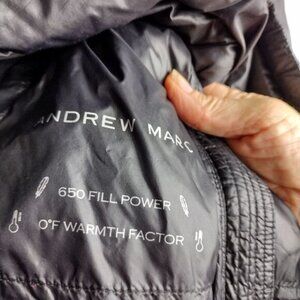 ANDREW MARC
650 FILL POWER
0°F WARMTH FACTOR